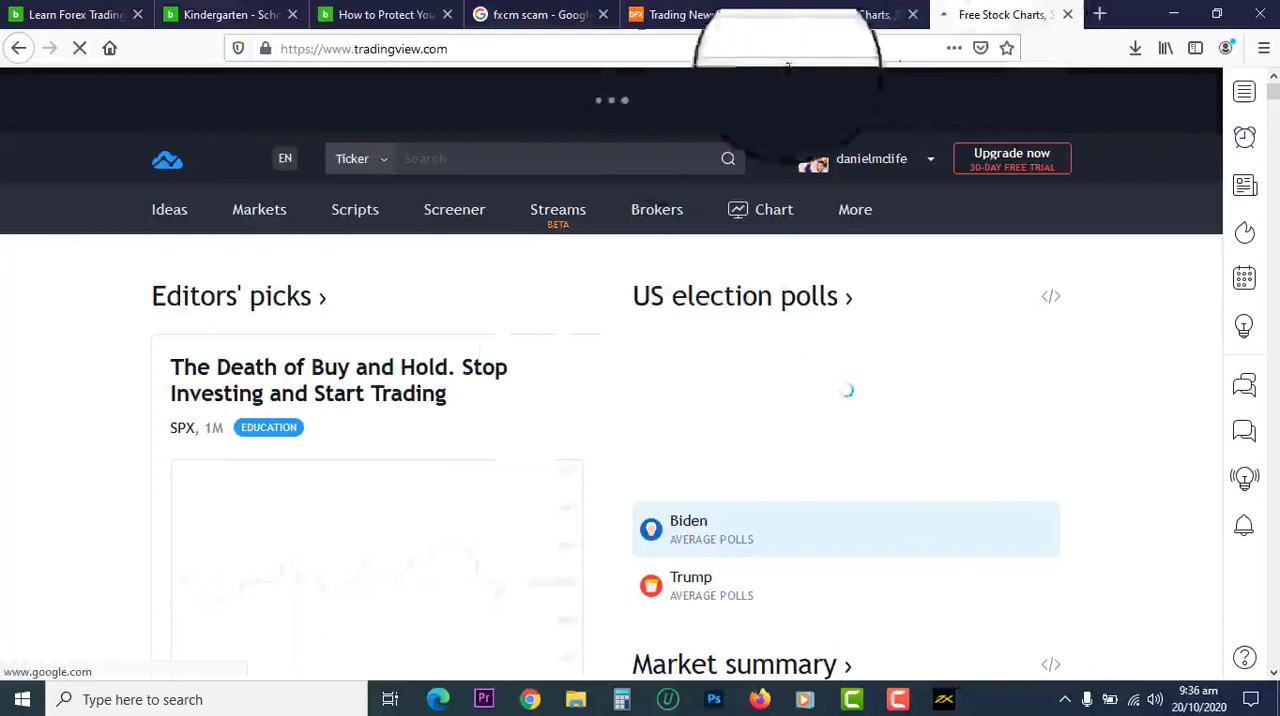 Learn Forex Trading
Kindergarten - Sch
How to Protect You
fxcm scam - Goog
Trading New
Charts,
Free Stock Charts, S
https://www.tradingview.com
EN
Ticker
Search
danielmclife
Upgrade now
30-DAY FREE TRIAL
Ideas
Markets
Scripts
Screener
Streams
BETA
Brokers
Chart
More
Editors' picks ›
The Death of Buy and Hold. Stop
Investing and Start Trading
SPX, 1M EDUCATION
US election polls ›
Biden
AVERAGE POLLS
Trump
AVERAGE POLLS
Market summary ›
www.google.com
Type here to search
9:36 am
20/10/2020